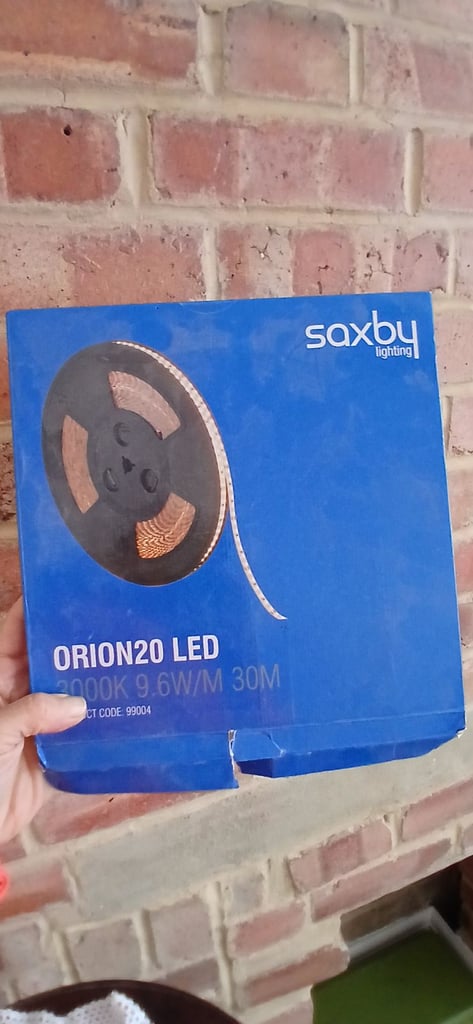 saxby
lighting
ORION20 LED
3000K 9.6W/M 30M
CT CODE: 99004